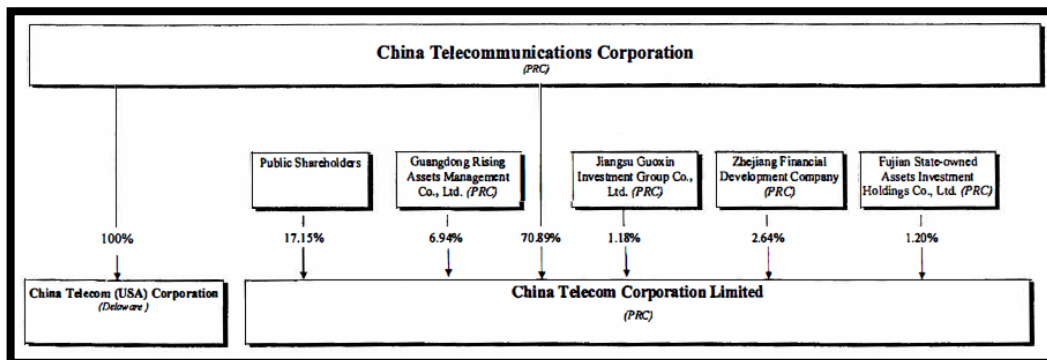 China Telecommunications Corporation
(PRC)
Public Shareholders
Guangdong Rising
Assets Management
Co., Ltd. (PRC)
Jiangsu Guoxin
Investment Group Co.,
Ltd. (PRC)
Zhejiang Financial
Development Company
(PRC)
Fujian State-owned
Assets Investment
Holdings Co., Ltd. (PRC)
100%
17.15%
6.94%
70.89%
1.18%
2.64%
1.20%
China Telecom (USA) Corporation
(Delaware)
China Telecom Corporation Limited
(PRC)